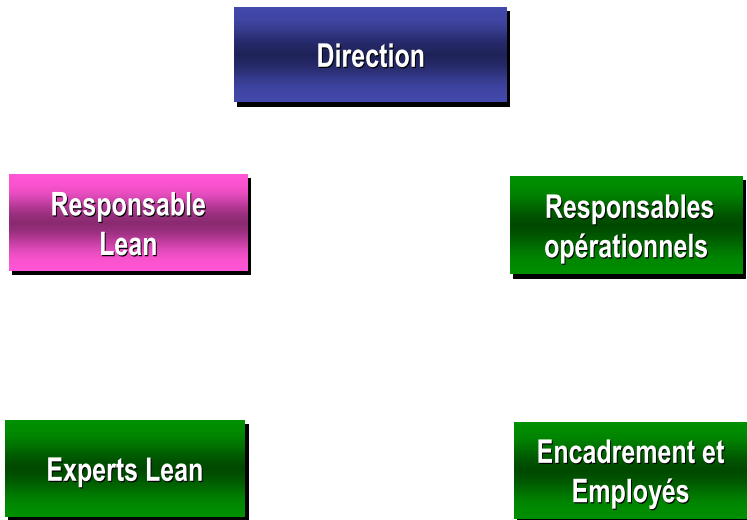 Direction
Responsable
Lean
Responsables
opérationnels
Experts Lean
Encadrement et
Employés